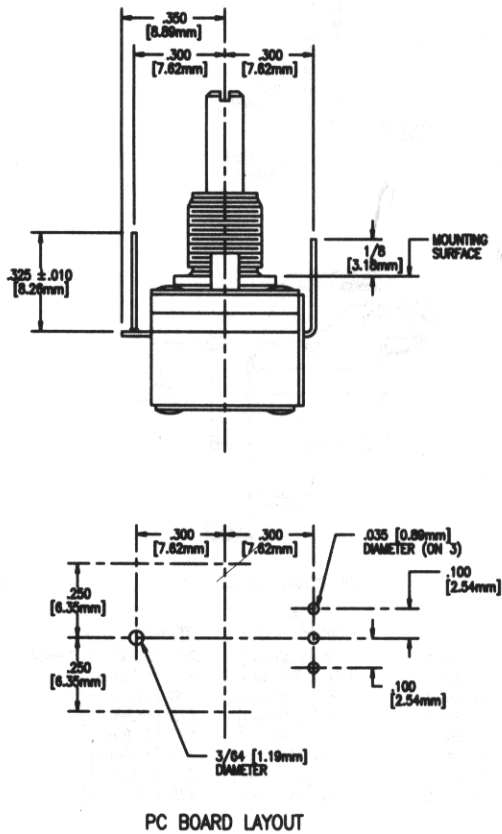 .350
[8.89mm]
.300
[7.62mm]
.300
[7.62mm]
1/8
[3.18mm]
MOUNTING
SURFACE
.325 ±.010
[8.26mm]
.300
[7.62mm]
.300
[7.62mm]
.035 [0.89mm]
DIAMETER (ON 3)
.100
[2.54mm]
.250
[6.35mm]
.250
[6.35mm]
.100
[2.54mm]
3/64 [1.19mm]
DIAMETER
PC BOARD LAYOUT